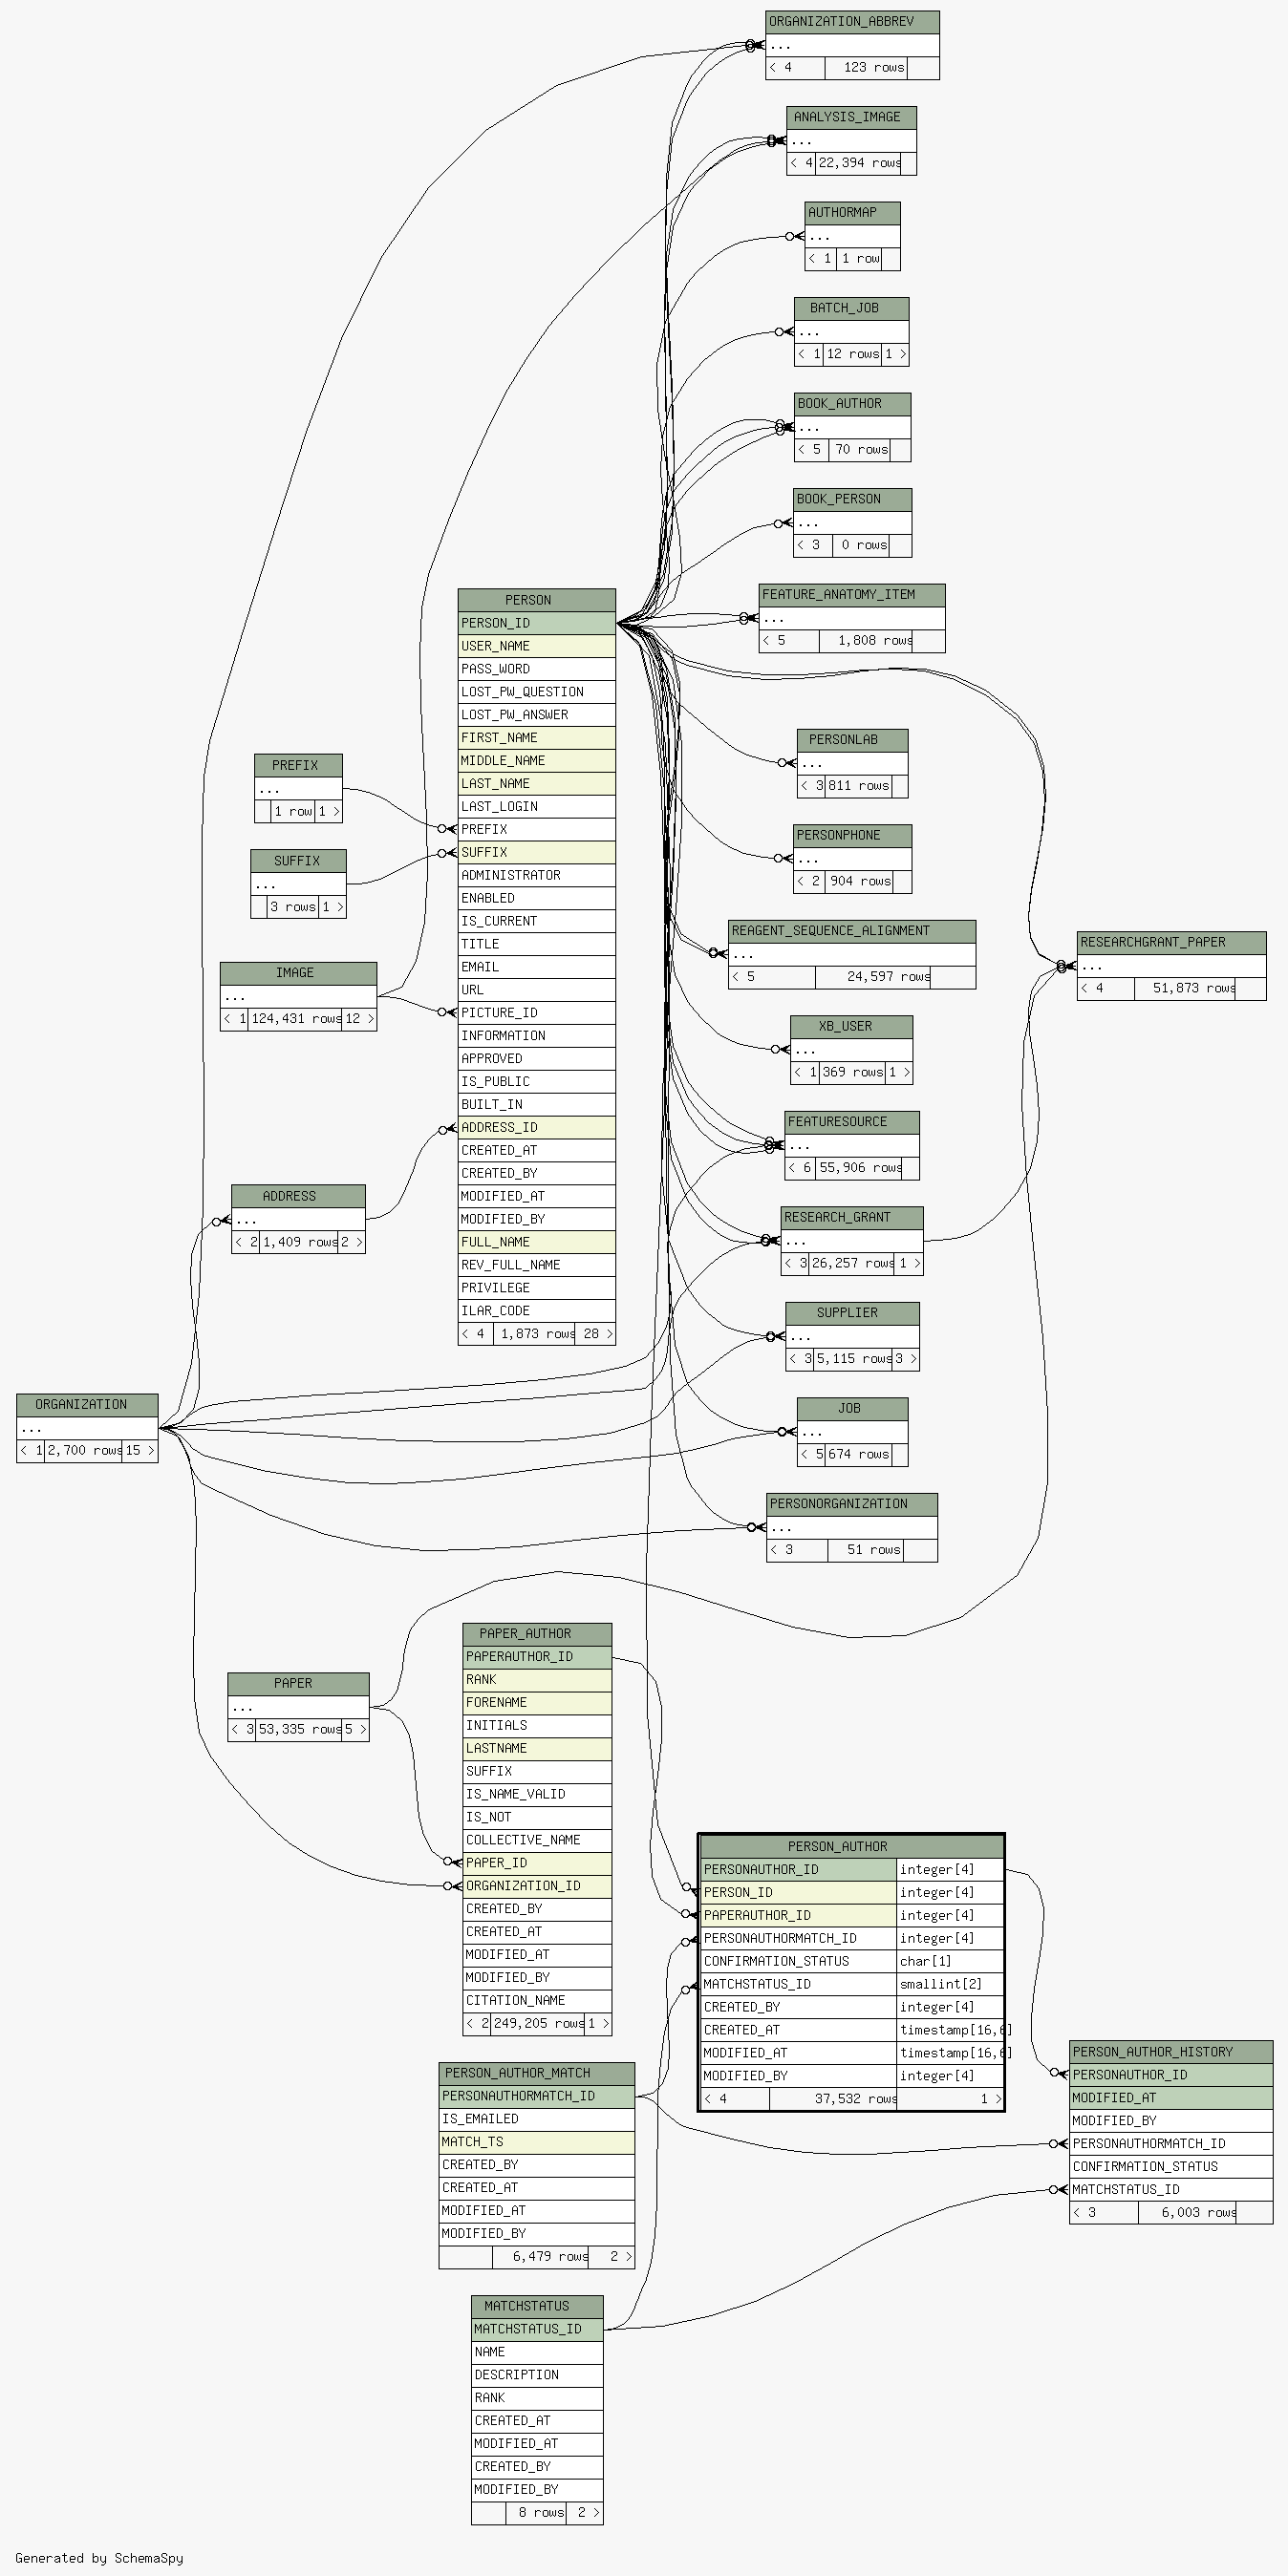 ORGANIZATION_ABBREV
...
< 4 123 rows
ANALYSIS_IMAGE
...
< 4 22,394 rows
AUTHORMAP
...
< 1 1 row
BATCH_JOB
...
< 1 12 rows 1 >
BOOK_AUTHOR
...
< 5 70 rows
BOOK_PERSON
...
< 3 0 rows
FEATURE_ANATOMY_ITEM
...
< 5 1,808 rows
PERSON
PERSON_ID
USER_NAME
PASS_WORD
LOST_PW_QUESTION
LOST_PW_ANSWER
FIRST_NAME
MIDDLE_NAME
LAST_NAME
LAST_LOGIN
PREFIX
SUFFIX
ADMINISTRATOR
ENABLED
IS_CURRENT
TITLE
EMAIL
URL
PICTURE_ID
INFORMATION
APPROVED
IS_PUBLIC
BUILT_IN
ADDRESS_ID
CREATED_AT
CREATED_BY
MODIFIED_AT
MODIFIED_BY
FULL_NAME
REV_FULL_NAME
PRIVILEGE
ILAR_CODE
< 4 1,873 rows 28 >
PREFIX
...
1 row 1 >
SUFFIX
...
3 rows 1 >
IMAGE
...
< 1 124,431 rows 12 >
ADDRESS
...
< 2 1,409 rows 2 >
ORGANIZATION
...
< 1 2,700 rows 15 >
PERSONLAB
...
< 3 811 rows
PERSONPHONE
...
< 2 904 rows
REAGENT_SEQUENCE_ALIGNMENT
...
< 5 24,597 rows
RESEARCHGRANT_PAPER
...
< 4 51,873 rows
XB_USER
...
< 1 369 rows 1 >
FEATURESOURCE
...
< 6 55,906 rows
RESEARCH_GRANT
...
< 3 26,257 rows 1 >
SUPPLIER
...
< 3 5,115 rows 3 >
JOB
...
< 5 674 rows
PERSONORGANIZATION
...
< 3 51 rows
PAPER
...
< 3 53,335 rows 5 >
PAPER_AUTHOR
PAPERAUTHOR_ID
RANK
FORENAME
INITIALS
LASTNAME
SUFFIX
IS_NAME_VALID
IS_NOT
COLLECTIVE_NAME
PAPER_ID
ORGANIZATION_ID
CREATED_BY
CREATED_AT
MODIFIED_AT
MODIFIED_BY
CITATION_NAME
< 2 249,205 rows 1 >
PERSON_AUTHOR
PERSONAUTHOR_ID integer[4]
PERSON_ID integer[4]
PAPERAUTHOR_ID integer[4]
PERSONAUTHORMATCH_ID integer[4]
CONFIRMATION_STATUS char[1]
MATCHSTATUS_ID smallint[2]
CREATED_BY integer[4]
CREATED_AT timestamp[16,6]
MODIFIED_AT timestamp[16,6]
MODIFIED_BY integer[4]
< 4 37,532 rows 1 >
PERSON_AUTHOR_HISTORY
PERSONAUTHOR_ID
MODIFIED_AT
MODIFIED_BY
PERSONAUTHORMATCH_ID
CONFIRMATION_STATUS
MATCHSTATUS_ID
< 3 6,003 rows
PERSON_AUTHOR_MATCH
PERSONAUTHORMATCH_ID
IS_EMAILED
MATCH_TS
CREATED_BY
CREATED_AT
MODIFIED_AT
MODIFIED_BY
6,479 rows 2 >
MATCHSTATUS
MATCHSTATUS_ID
NAME
DESCRIPTION
RANK
CREATED_AT
MODIFIED_AT
CREATED_BY
MODIFIED_BY
8 rows 2 >
Generated by SchemaSpy